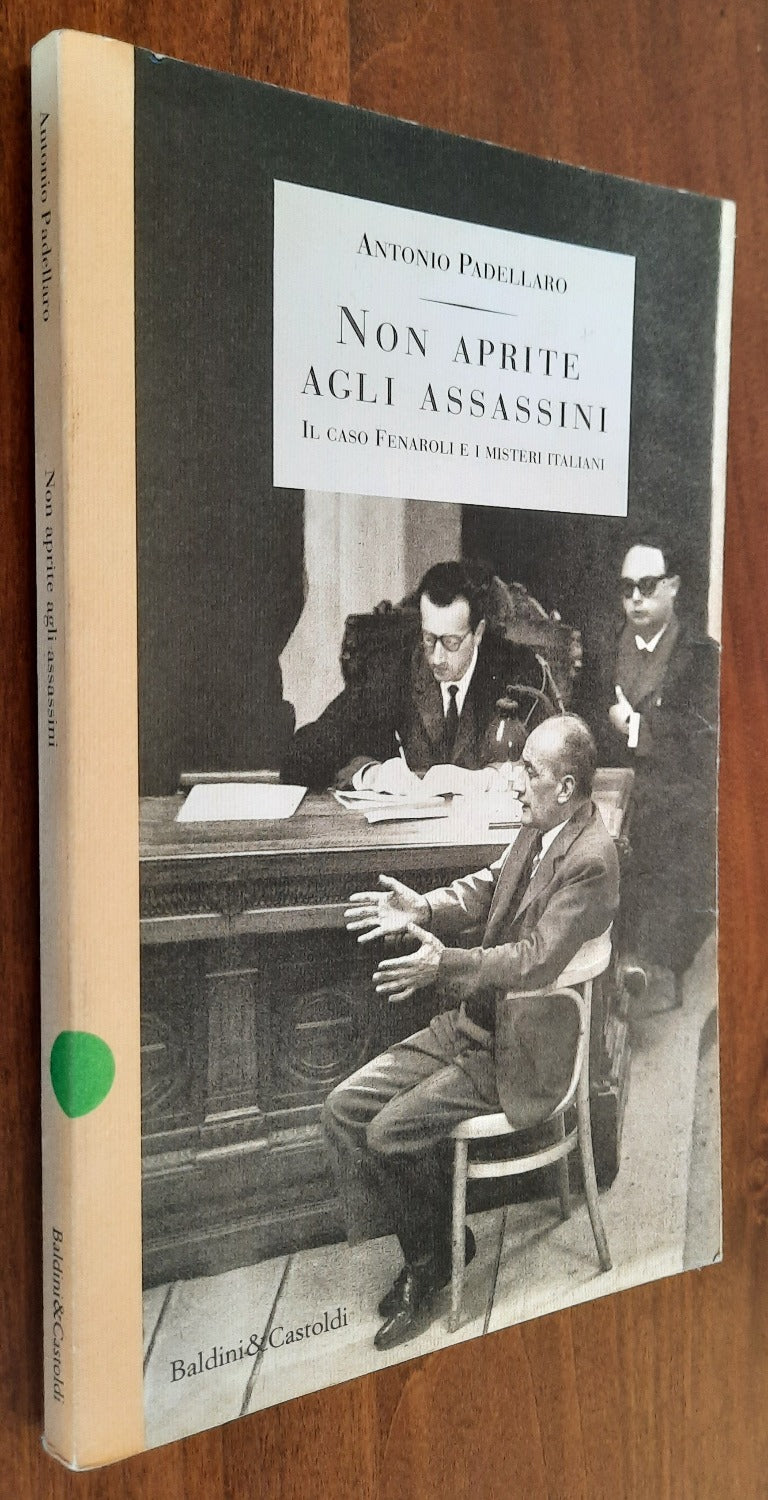 Antonio Padellaro
Non aprite agli assassini
Baldini&Castoldi
ANTONIO PADELLARO
NON APRITE
AGLI ASSASSINI
IL CASO FENAROLI E I MISTERI ITALIANI
Baldini&Castoldi